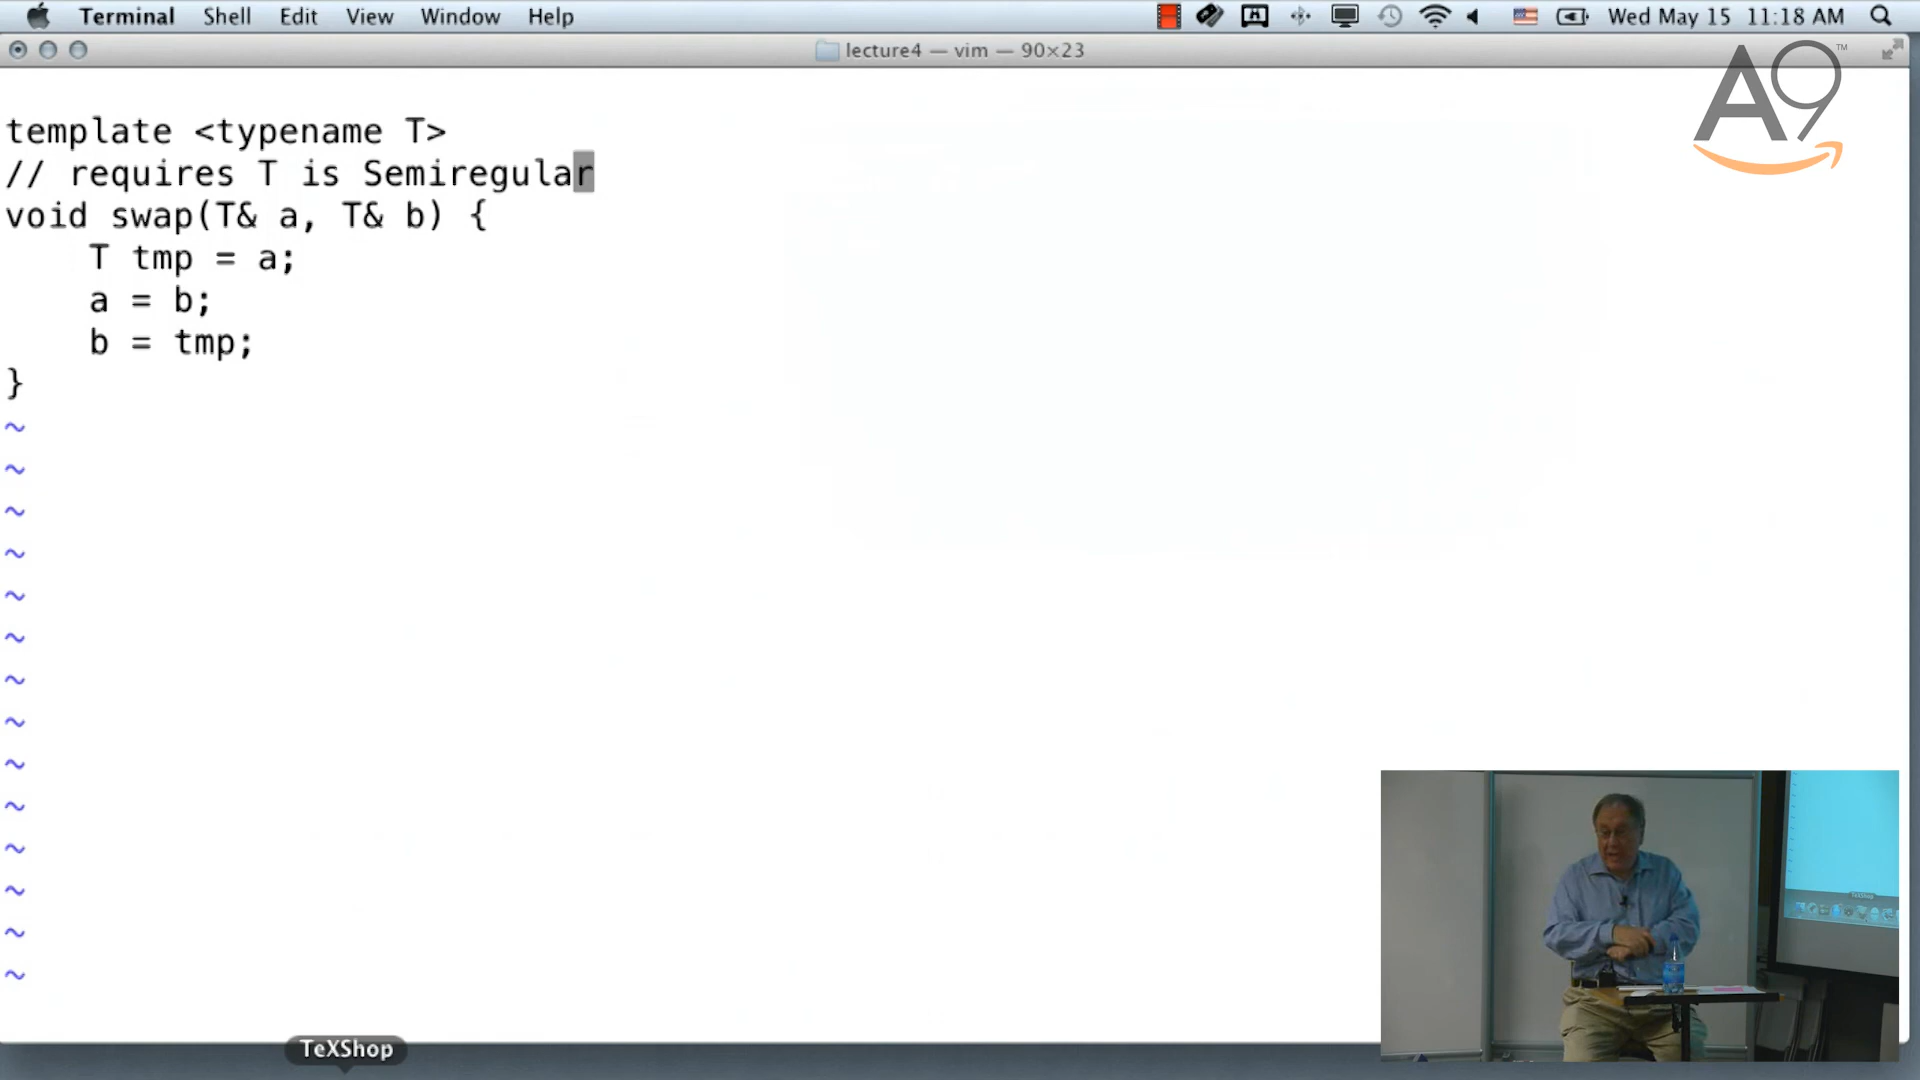 Terminal Shell Edit View Window Help Wed May 15 11:18 AM
lecture4 — vim — 90×23
A9™
template <typename T>
// requires T is Semiregular
void swap(T& a, T& b) {
    T tmp = a;
    a = b;
    b = tmp;
}
~
~
~
~
~
~
~
~
~
~
~
~
~
~
TeXShop